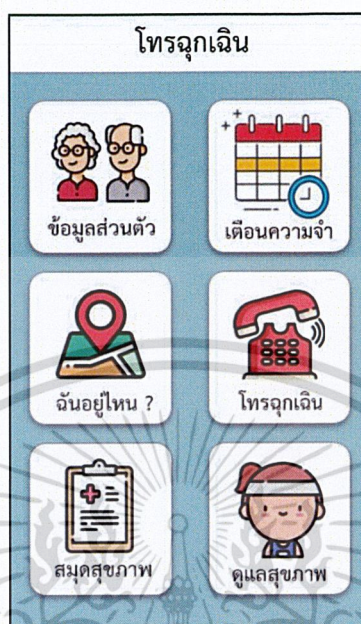 โทรฉุกเฉิน
ข้อมูลส่วนตัว
เตือนความจำ
ฉันอยู่ไหน ?
โทรฉุกเฉิน
สมุดสุขภาพ
ดูแลสุขภาพ